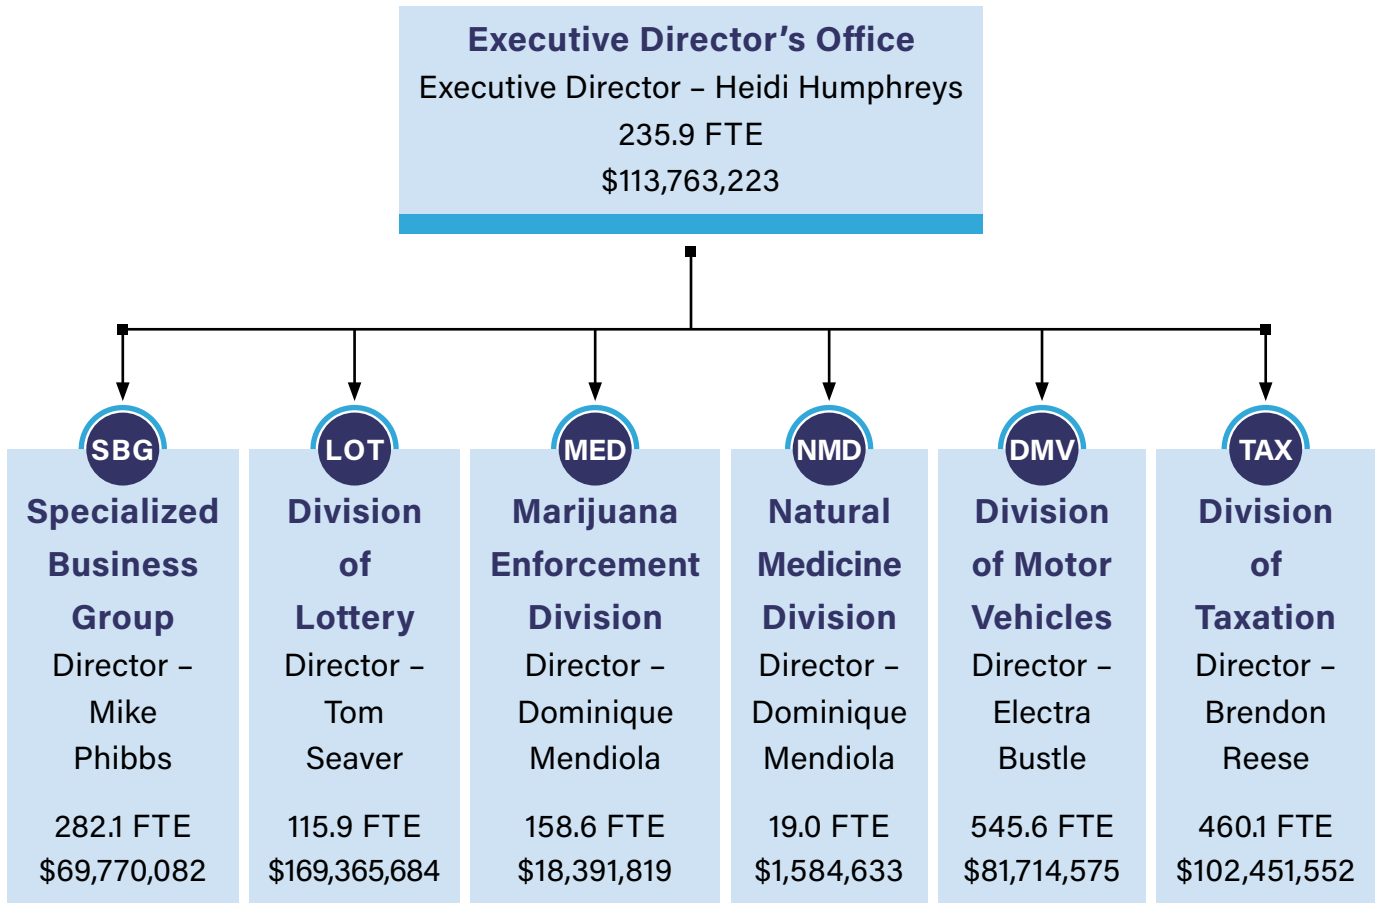 Executive Director’s Office
Executive Director – Heidi Humphreys
235.9 FTE
$113,763,223
SBG
Specialized
Business
Group
Director –
Mike
Phibbs
282.1 FTE
$69,770,082
LOT
Division
of
Lottery
Director –
Tom
Seaver
115.9 FTE
$169,365,684
MED
Marijuana
Enforcement
Division
Director –
Dominique
Mendiola
158.6 FTE
$18,391,819
NMD
Natural
Medicine
Division
Director –
Dominique
Mendiola
19.0 FTE
$1,584,633
DMV
Division
of Motor
Vehicles
Director –
Electra
Bustle
545.6 FTE
$81,714,575
TAX
Division
of
Taxation
Director –
Brendon
Reese
460.1 FTE
$102,451,552